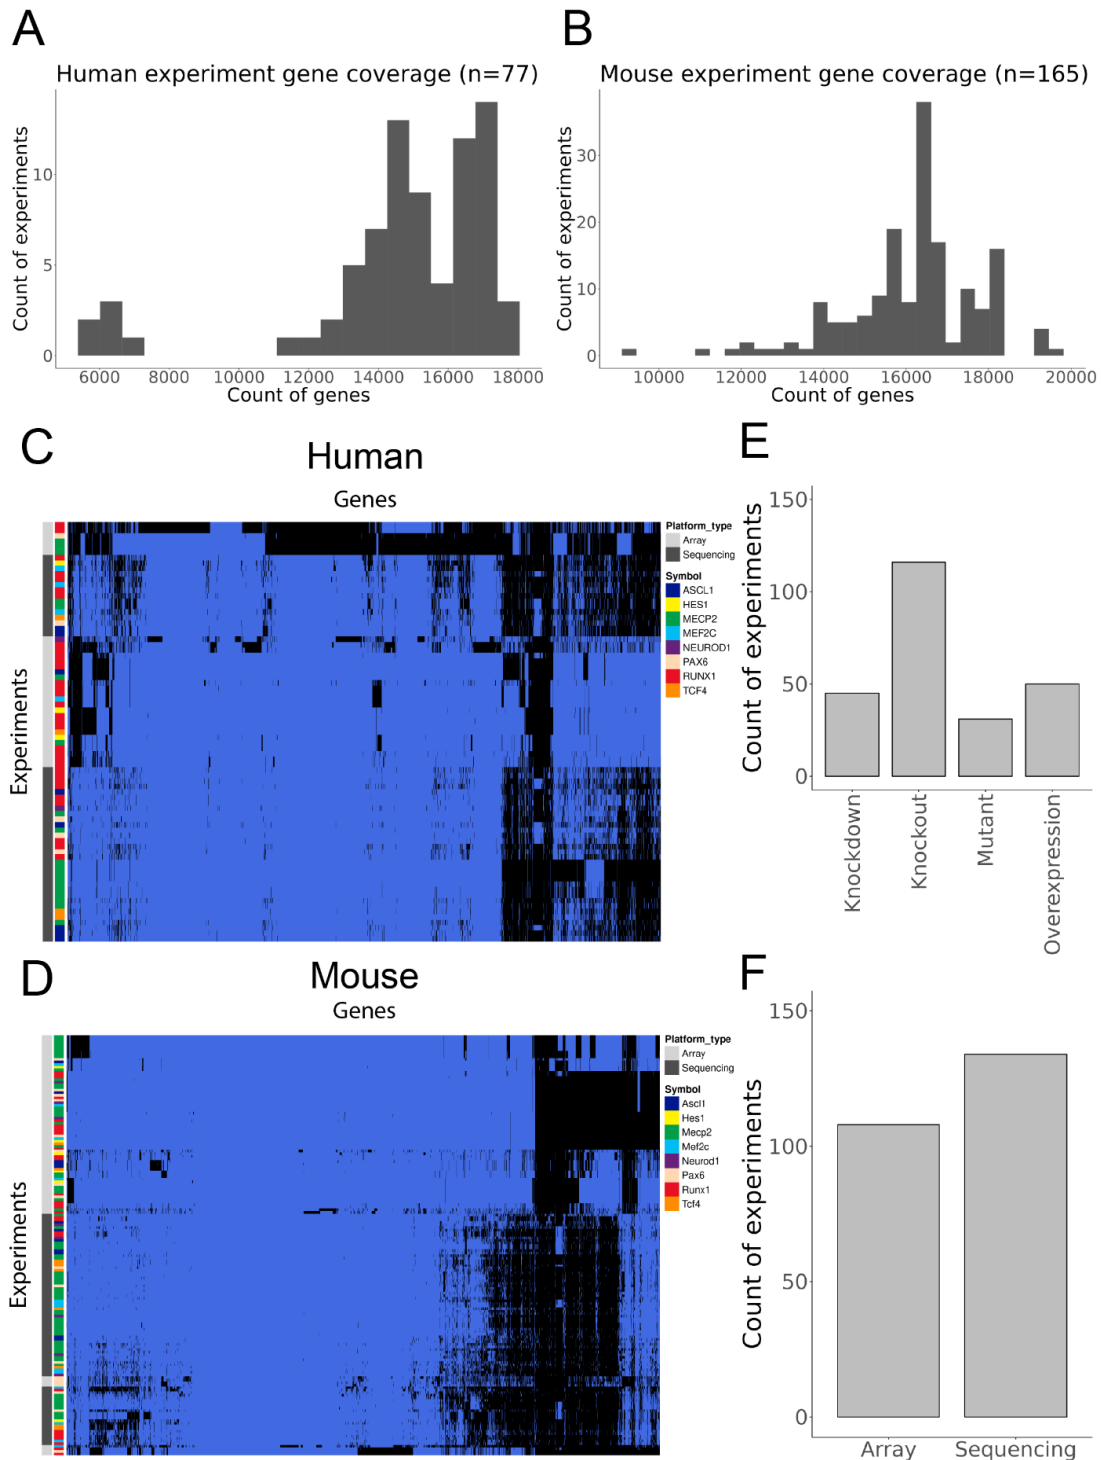 A
Human experiment gene coverage (n=77)
Count of experiments
10
5
0
6000 8000 10000 12000 14000 16000 18000
Count of genes
B
Mouse experiment gene coverage (n=165)
Count of experiments
30
20
10
0
10000 12000 14000 16000 18000 20000
Count of genes
C
Human
Genes
Experiments
Platform_type
Array
Sequencing
Symbol
ASCL1
HES1
MECP2
MEF2C
NEUROD1
PAX6
RUNX1
TCF4
E
Count of experiments
150
100
50
0
Knockdown
Knockout
Mutant
Overexpression
D
Mouse
Genes
Experiments
Platform_type
Array
Sequencing
Symbol
Ascl1
Hes1
Mecp2
Mef2c
Neurod1
Pax6
Runx1
Tcf4
F
Count of experiments
150
100
50
0
Array Sequencing